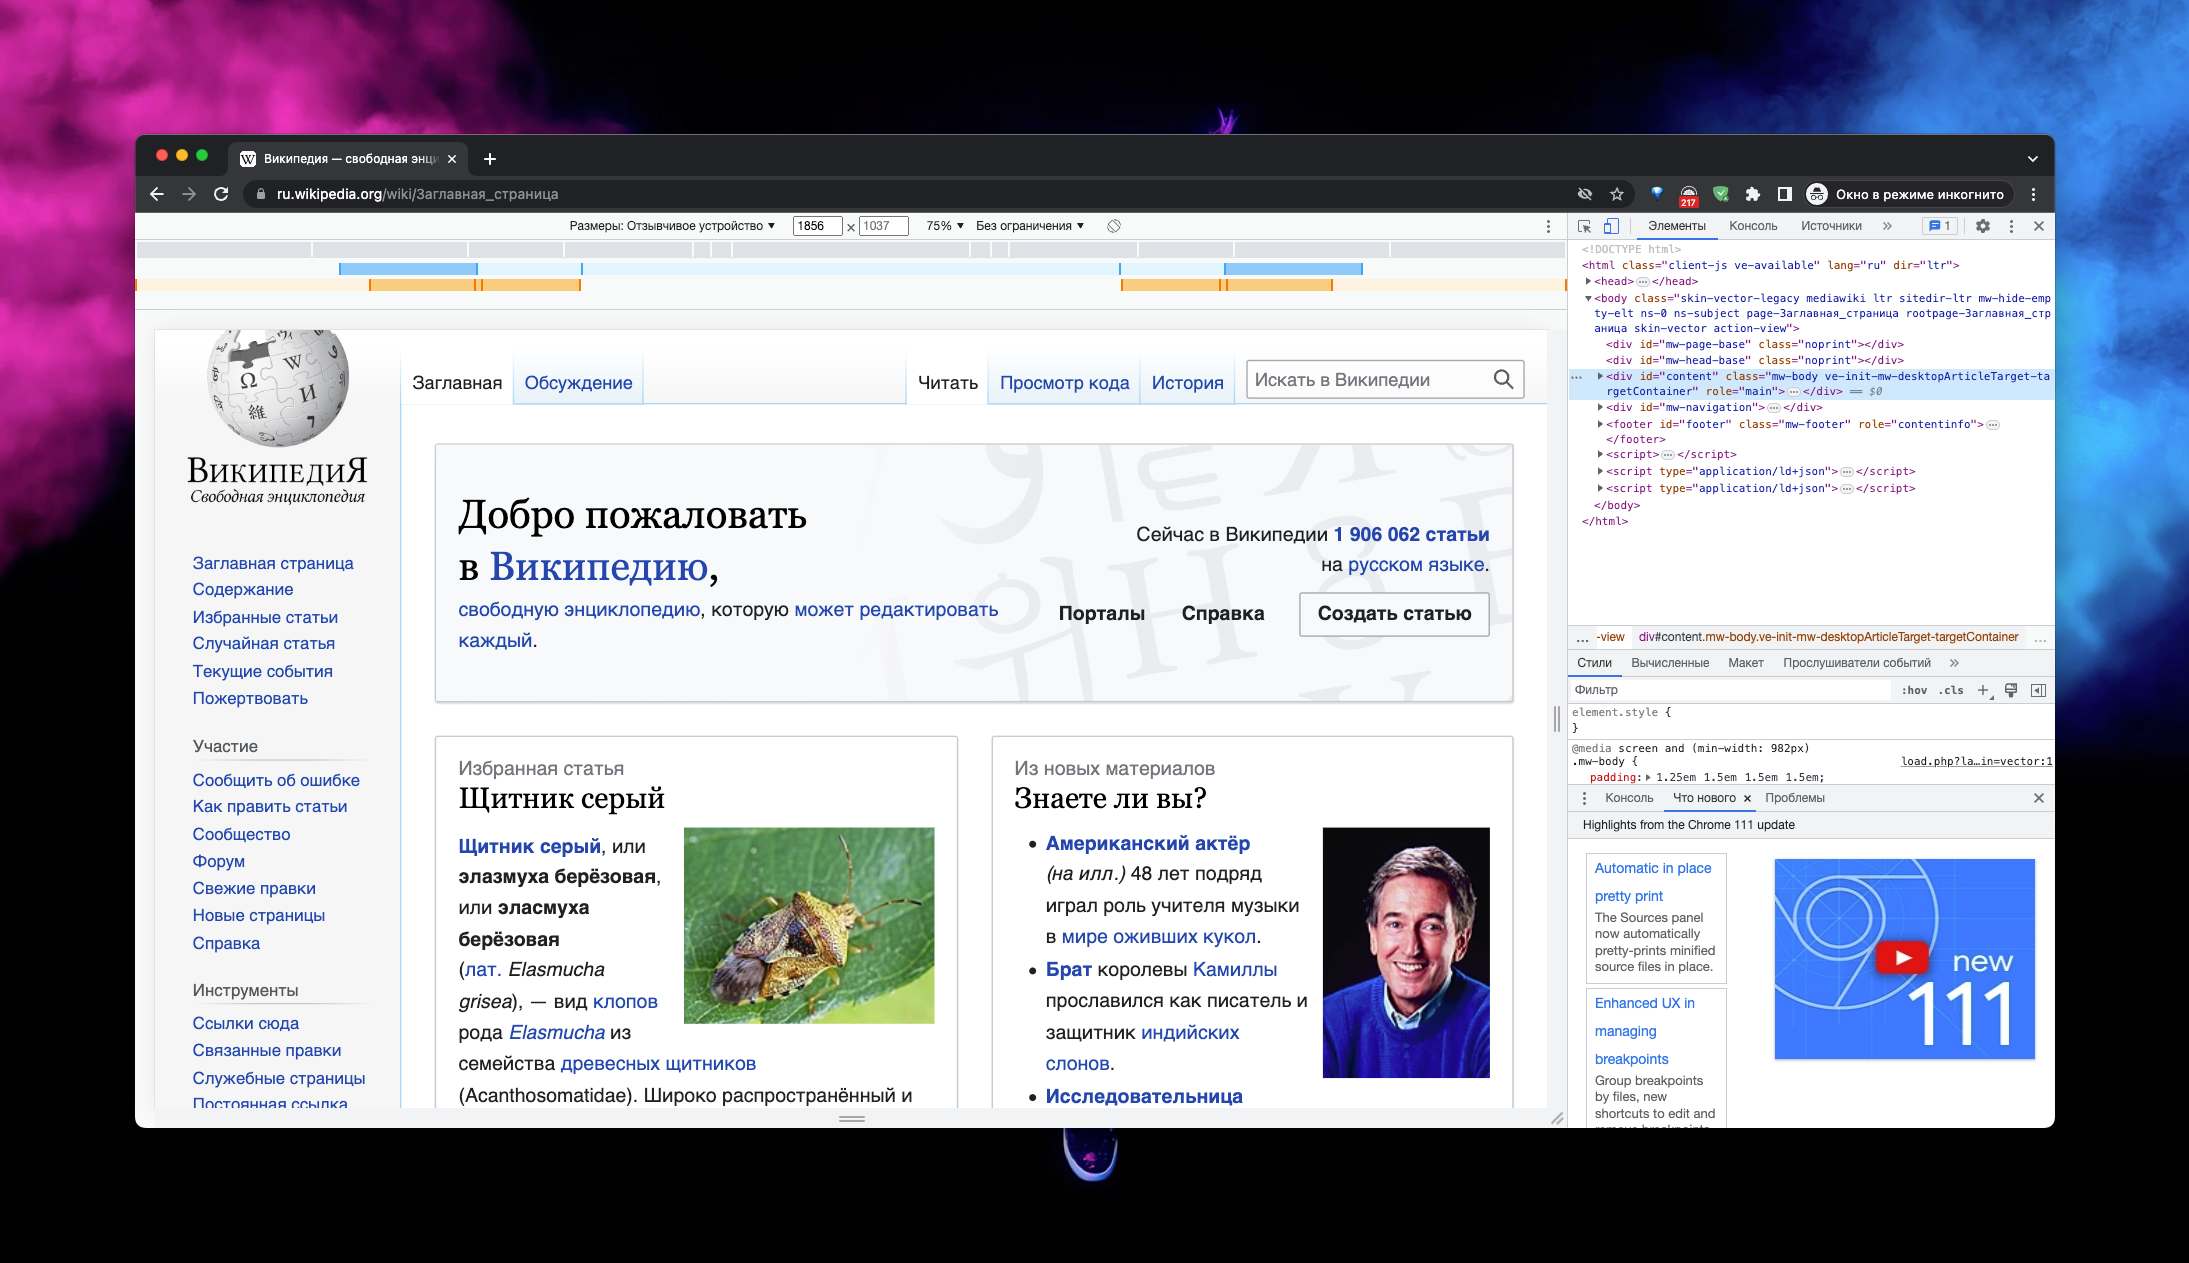 Википедия — свободная энци
ru.wikipedia.org/wiki/Заглавная_страница
217
Окно в режиме инкогнито
Размеры: Отзывчивое устройство
1856 × 1037
75%
Без ограничения
Элементы
Консоль
Источники
1
ВИКИПЕДИЯ
Свободная энциклопедия
Заглавная страница
Содержание
Избранные статьи
Случайная статья
Текущие события
Пожертвовать
Участие
Сообщить об ошибке
Как править статьи
Сообщество
Форум
Свежие правки
Новые страницы
Справка
Инструменты
Ссылки сюда
Связанные правки
Служебные страницы
Постоянная ссылка
Заглавная
Обсуждение
Читать
Просмотр кода
История
Искать в Википедии
Добро пожаловать
в Википедию,
свободную энциклопедию, которую может редактировать
каждый.
Сейчас в Википедии 1 906 062 статьи
на русском языке.
Порталы
Справка
Создать статью
Избранная статья
Щитник серый
Щитник серый, или
элазмуха берёзовая,
или эласмуха
берёзовая
(лат. Elasmucha
grisea), — вид клопов
рода Elasmucha из
семейства древесных щитников
(Acanthosomatidae). Широко распространённый и
Из новых материалов
Знаете ли вы?
• Американский актёр
(на илл.) 48 лет подряд
играл роль учителя музыки
в мире оживших кукол.
• Брат королевы Камиллы
прославился как писатель и
защитник индийских
слонов.
• Исследовательница
<!DOCTYPE html>
<html class="client-js ve-available" lang="ru" dir="ltr">
<head>…</head>
<body class="skin-vector-legacy mediawiki ltr sitedir-ltr mw-hide-emp
ty-elt ns-0 ns-subject page-Заглавная_страница rootpage-Заглавная_стр
аница skin-vector action-view">
<div id="mw-page-base" class="noprint"></div>
<div id="mw-head-base" class="noprint"></div>
<div id="content" class="mw-body ve-init-mw-desktopArticleTarget-ta
rgetContainer" role="main">…</div> == $0
<div id="mw-navigation">…</div>
<footer id="footer" class="mw-footer" role="contentinfo">…
</footer>
<script>…</script>
<script type="application/ld+json">…</script>
<script type="application/ld+json">…</script>
</body>
</html>
… -view div#content.mw-body.ve-init-mw-desktopArticleTarget-targetContainer …
Стили
Вычисленные
Макет
Прослушиватели событий
Фильтр
:hov .cls
element.style {
}
@media screen and (min-width: 982px)
.mw-body {
load.php?la…in=vector:1
padding: 1.25em 1.5em 1.5em 1.5em;
Консоль
Что нового
Проблемы
Highlights from the Chrome 111 update
Automatic in place
pretty print
The Sources panel
now automatically
pretty-prints minified
source files in place.
Enhanced UX in
managing
breakpoints
Group breakpoints
by files, new
shortcuts to edit and
new
111